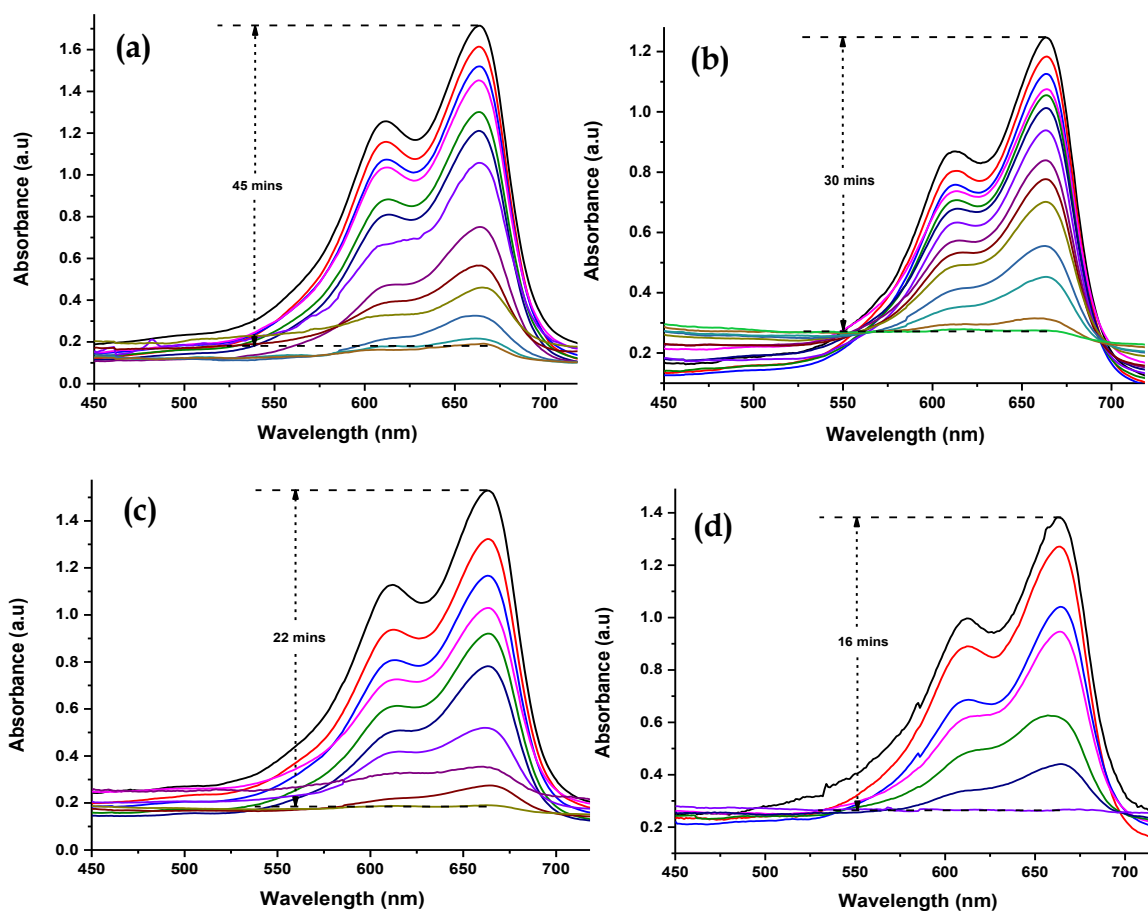 (a)
1.6
1.4
1.2
1.0
0.8
0.6
0.4
0.2
0.0
Absorbance (a.u)
45 mins
450 500 550 600 650 700
Wavelength (nm)
(b)
1.2
1.0
0.8
0.6
0.4
0.2
Absorbance (a.u)
30 mins
450 500 550 600 650 700
Wavelength (nm)
(c)
1.4
1.2
1.0
0.8
0.6
0.4
0.2
0.0
Absorbance (a.u)
22 mins
450 500 550 600 650 700
Wavelength (nm)
(d)
1.4
1.2
1.0
0.8
0.6
0.4
0.2
Absorbance (a.u)
16 mins
450 500 550 600 650 700
Wavelength (nm)